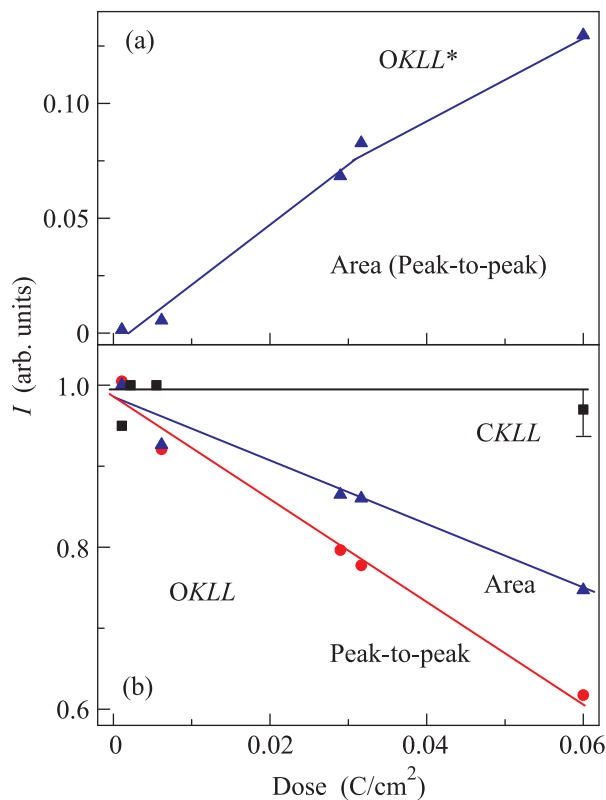 (a)
OKLL*
0.10
0.05
Area (Peak-to-peak)
0
I (arb. units)
1.0
CKLL
0.8
OKLL
Area
Peak-to-peak
(b)
0.6
0 0.02 0.04 0.06
Dose (C/cm²)